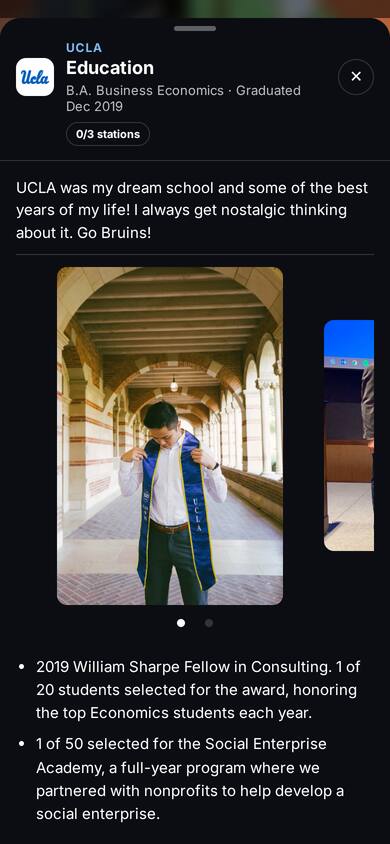 UCLA
Ucla
Education
B.A. Business Economics · Graduated
Dec 2019
0/3 stations
UCLA was my dream school and some of the best
years of my life! I always get nostalgic thinking
about it. Go Bruins!
UCLA
• 2019 William Sharpe Fellow in Consulting. 1 of
20 students selected for the award, honoring
the top Economics students each year.
• 1 of 50 selected for the Social Enterprise
Academy, a full-year program where we
partnered with nonprofits to help develop a
social enterprise.